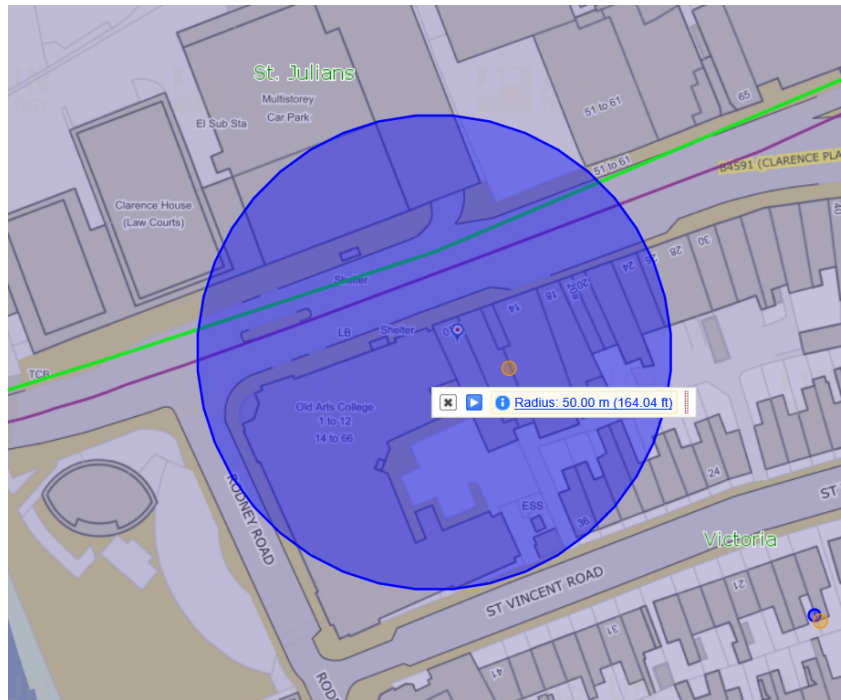 St. Julians
Multistorey
Car Park
El Sub Sta
51 to 61
65
51 to 61
B4591 (CLARENCE PLA
Clarence House
(Law Courts)
40
30
28
26
24
20
18
14
Shelter
LB
Shelter
TCB
Radius: 50.00 m (164.04 ft)
Old Arts College
1 to 12
14 to 66
24
RODNEY ROAD
ESS
36
ST
Victoria
ST VINCENT ROAD
21
31
41
ROD